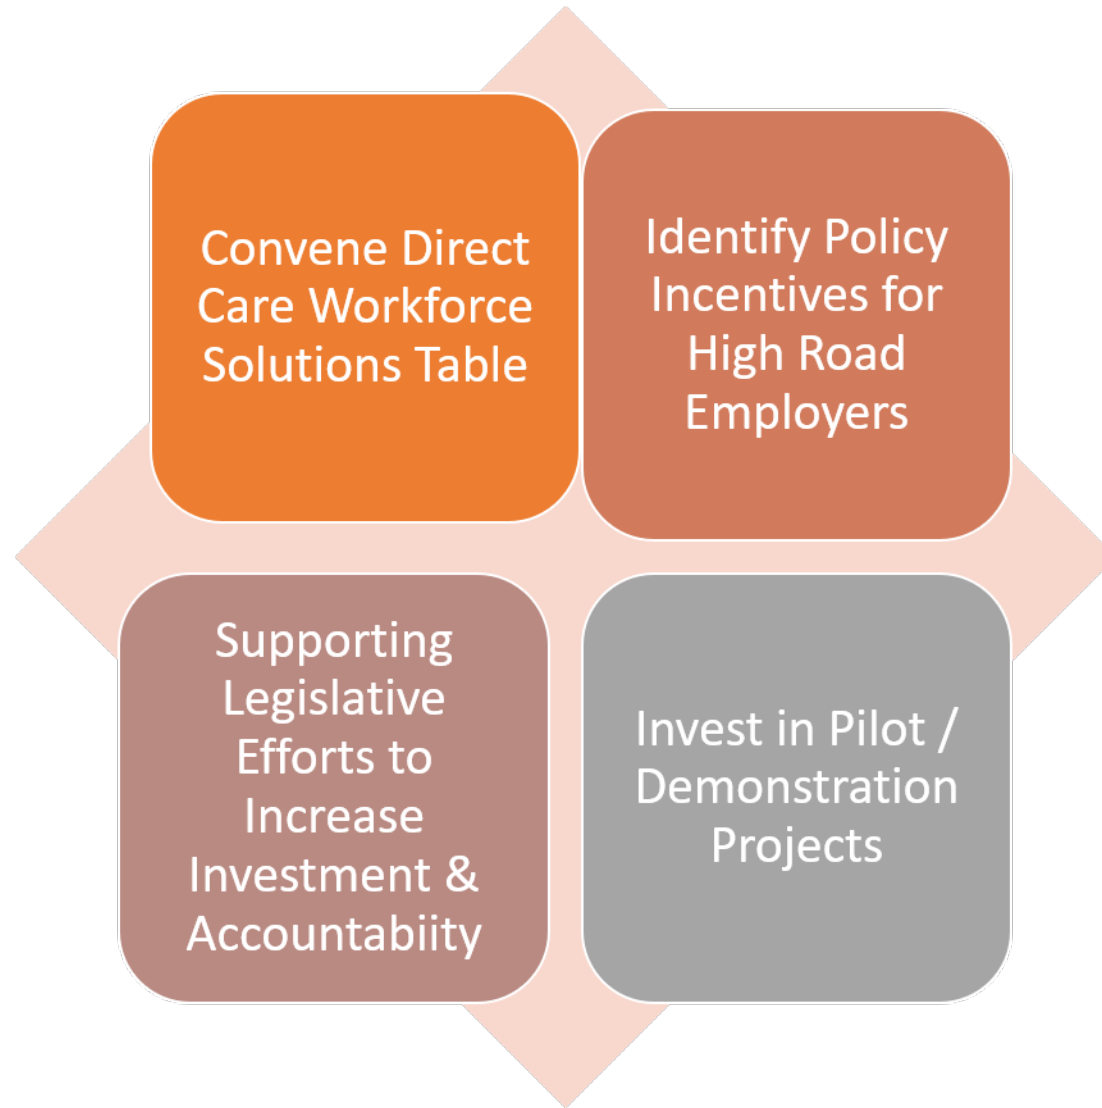 Convene Direct
Care Workforce
Solutions Table
Identify Policy
Incentives for
High Road
Employers
Supporting
Legislative
Efforts to
Increase
Investment &
Accountabiity
Invest in Pilot /
Demonstration
Projects